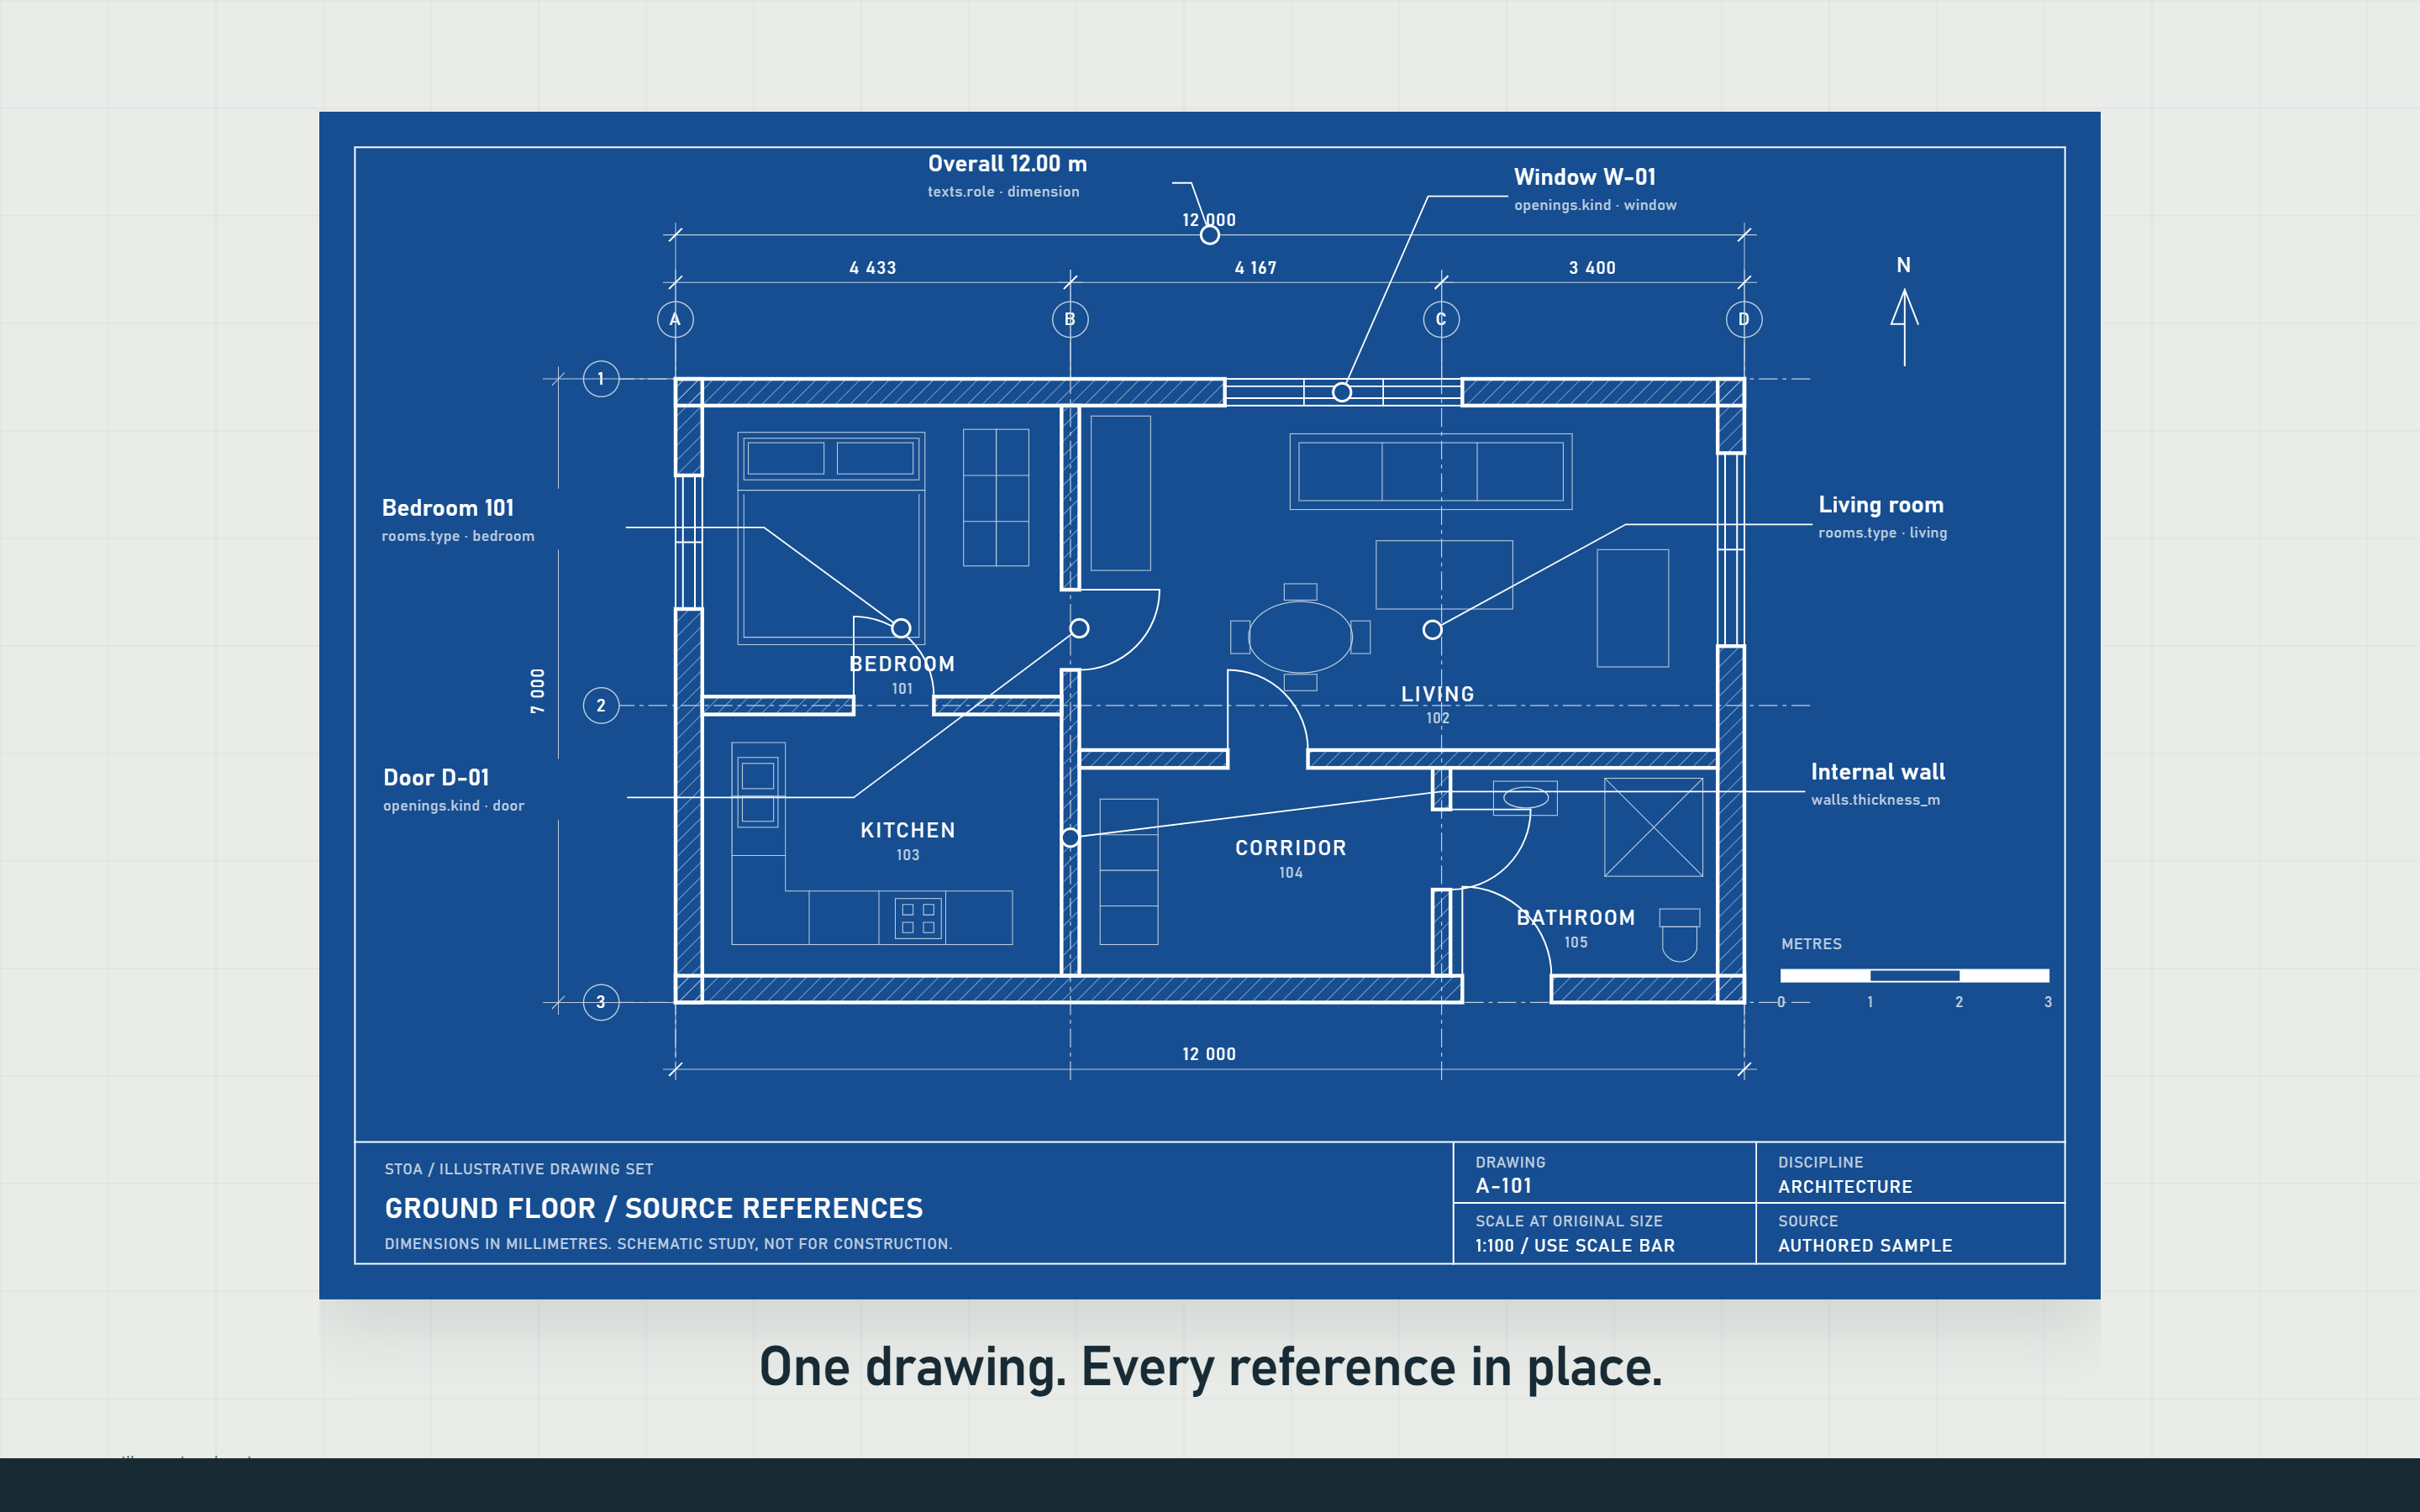 Overall 12.00 m
texts.role · dimension
Window W-01
openings.kind · window
12 000
4 433
4 167
3 400
N
A
B
C
D
1
Bedroom 101
rooms.type · bedroom
Living room
rooms.type · living
BEDROOM
101
7 000
2
LIVING
102
Door D-01
openings.kind · door
Internal wall
walls.thickness_m
KITCHEN
103
CORRIDOR
104
BATHROOM
105
METRES
0 1 2 3
3
12 000
STOA / ILLUSTRATIVE DRAWING SET
GROUND FLOOR / SOURCE REFERENCES
DIMENSIONS IN MILLIMETRES. SCHEMATIC STUDY, NOT FOR CONSTRUCTION.
DRAWING
A-101
DISCIPLINE
ARCHITECTURE
SCALE AT ORIGINAL SIZE
1:100 / USE SCALE BAR
SOURCE
AUTHORED SAMPLE
One drawing. Every reference in place.